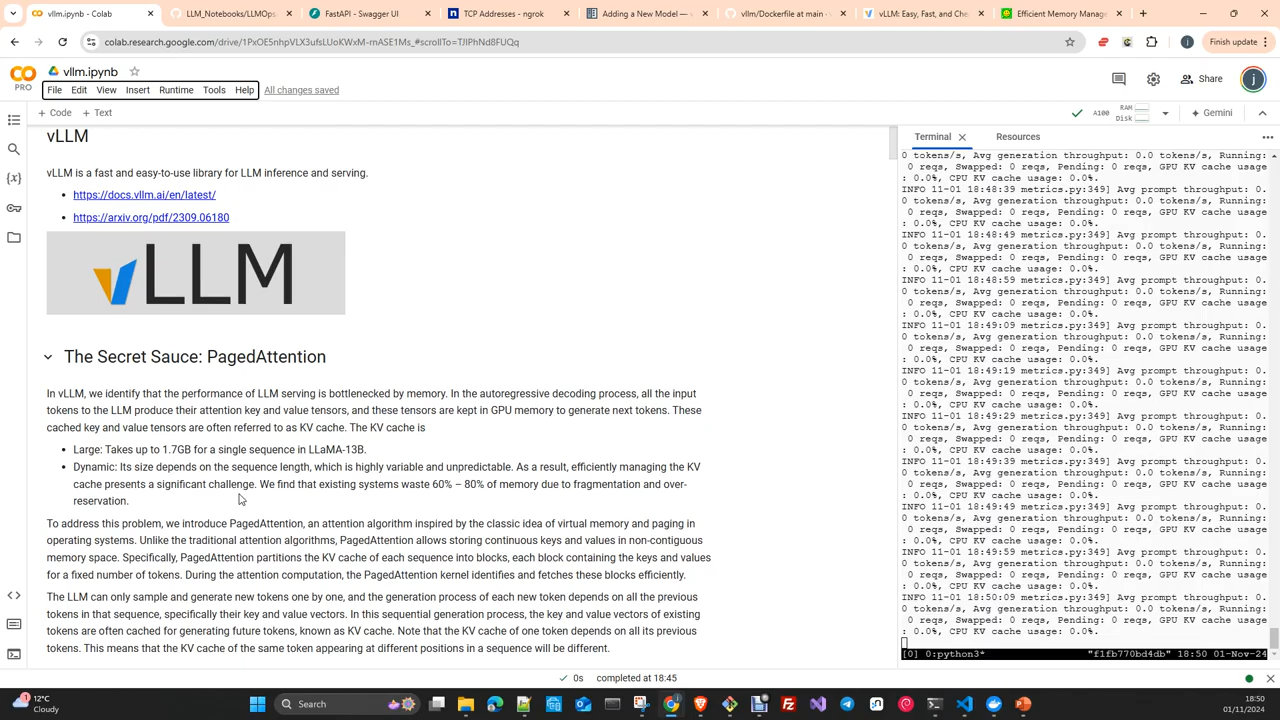 vllm.ipynb - Colab
LM_Notebooks/LLMOps
FastAPI - Swagger UI
TCP Addresses - ngrok
Adding a New Model —
vllm/Dockerfile at main
vLLM: Easy, Fast, and Che
Efficient Memory Manage
colab.research.google.com/drive/1PxOE5nhpVLX3ufsLUoKWxM-rnASE1Ms_#scrollTo=TJIPhNd8FUQq
j
Finish update
CO
PRO
vllm.ipynb
File Edit View Insert Runtime Tools Help All changes saved
Share
j
+ Code + Text
A100
RAM
Disk
Gemini
vLLM
vLLM is a fast and easy-to-use library for LLM inference and serving.
• https://docs.vllm.ai/en/latest/
• https://arxiv.org/pdf/2309.06180
vLLM
The Secret Sauce: PagedAttention
In vLLM, we identify that the performance of LLM serving is bottlenecked by memory. In the autoregressive decoding process, all the input
tokens to the LLM produce their attention key and value tensors, and these tensors are kept in GPU memory to generate next tokens. These
cached key and value tensors are often referred to as KV cache. The KV cache is
• Large: Takes up to 1.7GB for a single sequence in LLaMA-13B.
• Dynamic: Its size depends on the sequence length, which is highly variable and unpredictable. As a result, efficiently managing the KV
cache presents a significant challenge. We find that existing systems waste 60% – 80% of memory due to fragmentation and over-
reservation.
To address this problem, we introduce PagedAttention, an attention algorithm inspired by the classic idea of virtual memory and paging in
operating systems. Unlike the traditional attention algorithms, PagedAttention allows storing continuous keys and values in non-contiguous
memory space. Specifically, PagedAttention partitions the KV cache of each sequence into blocks, each block containing the keys and values
for a fixed number of tokens. During the attention computation, the PagedAttention kernel identifies and fetches these blocks efficiently.
The LLM can only sample and generate new tokens one by one, and the generation process of each new token depends on all the previous
tokens in that sequence, specifically their key and value vectors. In this sequential generation process, the key and value vectors of existing
tokens are often cached for generating future tokens, known as KV cache. Note that the KV cache of one token depends on all its previous
tokens. This means that the KV cache of the same token appearing at different positions in a sequence will be different.
Terminal
Resources
0 tokens/s, Avg generation throughput: 0.0 tokens/s, Running:
0 reqs, Swapped: 0 reqs, Pending: 0 reqs, GPU KV cache usage
: 0.0%, CPU KV cache usage: 0.0%.
INFO 11-01 18:48:39 metrics.py:349] Avg prompt throughput: 0.
0 tokens/s, Avg generation throughput: 0.0 tokens/s, Running:
0 reqs, Swapped: 0 reqs, Pending: 0 reqs, GPU KV cache usage
: 0.0%, CPU KV cache usage: 0.0%.
INFO 11-01 18:48:49 metrics.py:349] Avg prompt throughput: 0.
0 tokens/s, Avg generation throughput: 0.0 tokens/s, Running:
0 reqs, Swapped: 0 reqs, Pending: 0 reqs, GPU KV cache usage
: 0.0%, CPU KV cache usage: 0.0%.
INFO 11-01 18:48:59 metrics.py:349] Avg prompt throughput: 0.
0 tokens/s, Avg generation throughput: 0.0 tokens/s, Running:
0 reqs, Swapped: 0 reqs, Pending: 0 reqs, GPU KV cache usage
: 0.0%, CPU KV cache usage: 0.0%.
INFO 11-01 18:49:09 metrics.py:349] Avg prompt throughput: 0.
0 tokens/s, Avg generation throughput: 0.0 tokens/s, Running:
0 reqs, Swapped: 0 reqs, Pending: 0 reqs, GPU KV cache usage
: 0.0%, CPU KV cache usage: 0.0%.
INFO 11-01 18:49:19 metrics.py:349] Avg prompt throughput: 0.
0 tokens/s, Avg generation throughput: 0.0 tokens/s, Running:
0 reqs, Swapped: 0 reqs, Pending: 0 reqs, GPU KV cache usage
: 0.0%, CPU KV cache usage: 0.0%.
INFO 11-01 18:49:29 metrics.py:349] Avg prompt throughput: 0.
0 tokens/s, Avg generation throughput: 0.0 tokens/s, Running:
0 reqs, Swapped: 0 reqs, Pending: 0 reqs, GPU KV cache usage
: 0.0%, CPU KV cache usage: 0.0%.
INFO 11-01 18:49:39 metrics.py:349] Avg prompt throughput: 0.
0 tokens/s, Avg generation throughput: 0.0 tokens/s, Running:
0 reqs, Swapped: 0 reqs, Pending: 0 reqs, GPU KV cache usage
: 0.0%, CPU KV cache usage: 0.0%.
INFO 11-01 18:49:49 metrics.py:349] Avg prompt throughput: 0.
0 tokens/s, Avg generation throughput: 0.0 tokens/s, Running:
0 reqs, Swapped: 0 reqs, Pending: 0 reqs, GPU KV cache usage
: 0.0%, CPU KV cache usage: 0.0%.
INFO 11-01 18:49:59 metrics.py:349] Avg prompt throughput: 0.
0 tokens/s, Avg generation throughput: 0.0 tokens/s, Running:
0 reqs, Swapped: 0 reqs, Pending: 0 reqs, GPU KV cache usage
: 0.0%, CPU KV cache usage: 0.0%.
INFO 11-01 18:50:09 metrics.py:349] Avg prompt throughput: 0.
0 tokens/s, Avg generation throughput: 0.0 tokens/s, Running:
0 reqs, Swapped: 0 reqs, Pending: 0 reqs, GPU KV cache usage
: 0.0%, CPU KV cache usage: 0.0%.
[0] 0:python3* "f1fb770bd4db" 18:50 01-Nov-24
0s completed at 18:45
12°C
Cloudy
Search
18:50
01/11/2024